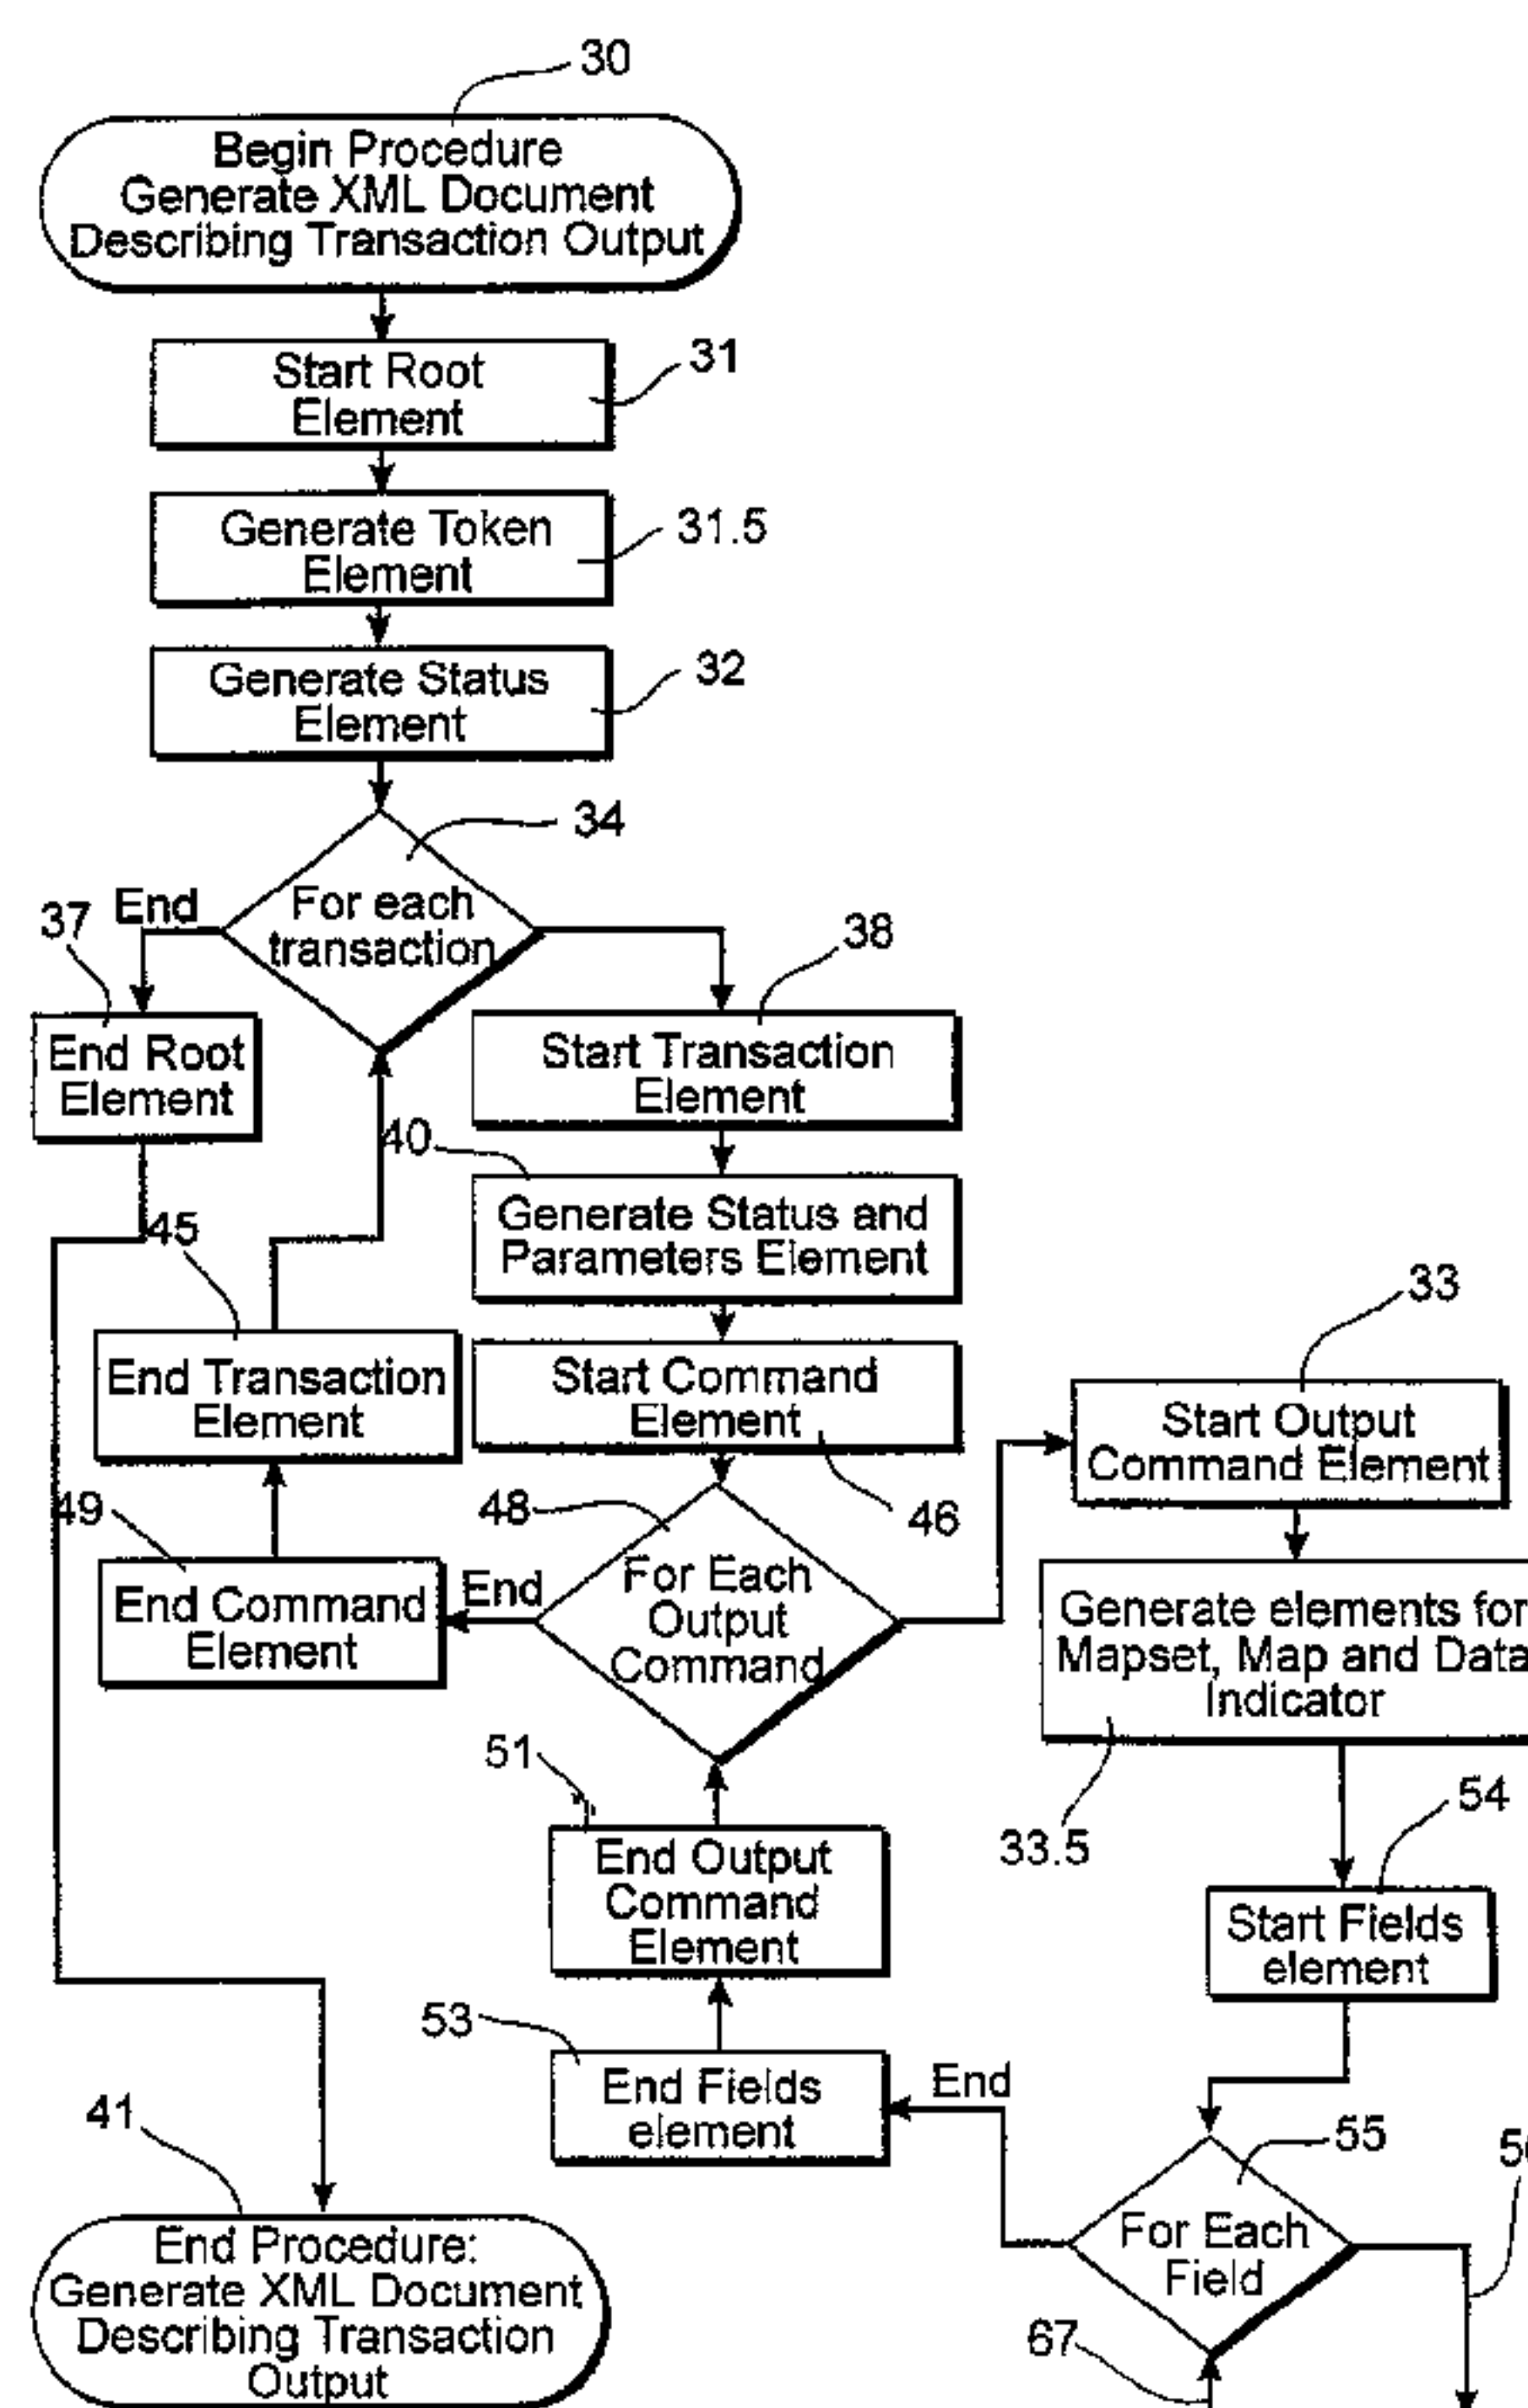 30
Begin Procedure
Generate XML Document
Describing Transaction Output
Start Root
Element
31
Generate Token
Element
31.5
Generate Status
Element
32
34
For each
transaction
End
37
End Root
Element
38
Start Transaction
Element
40
Generate Status and
Parameters Element
45
End Transaction
Element
Start Command
Element
46
33
Start Output
Command Element
49
End Command
Element
End
48
For Each
Output
Command
Generate elements for
Mapset, Map and Data
Indicator
33.5
51
End Output
Command
Element
54
Start Fields
element
53
End Fields
element
End
55
For Each
Field
67
41
End Procedure:
Generate XML Document
Describing Transaction
Output